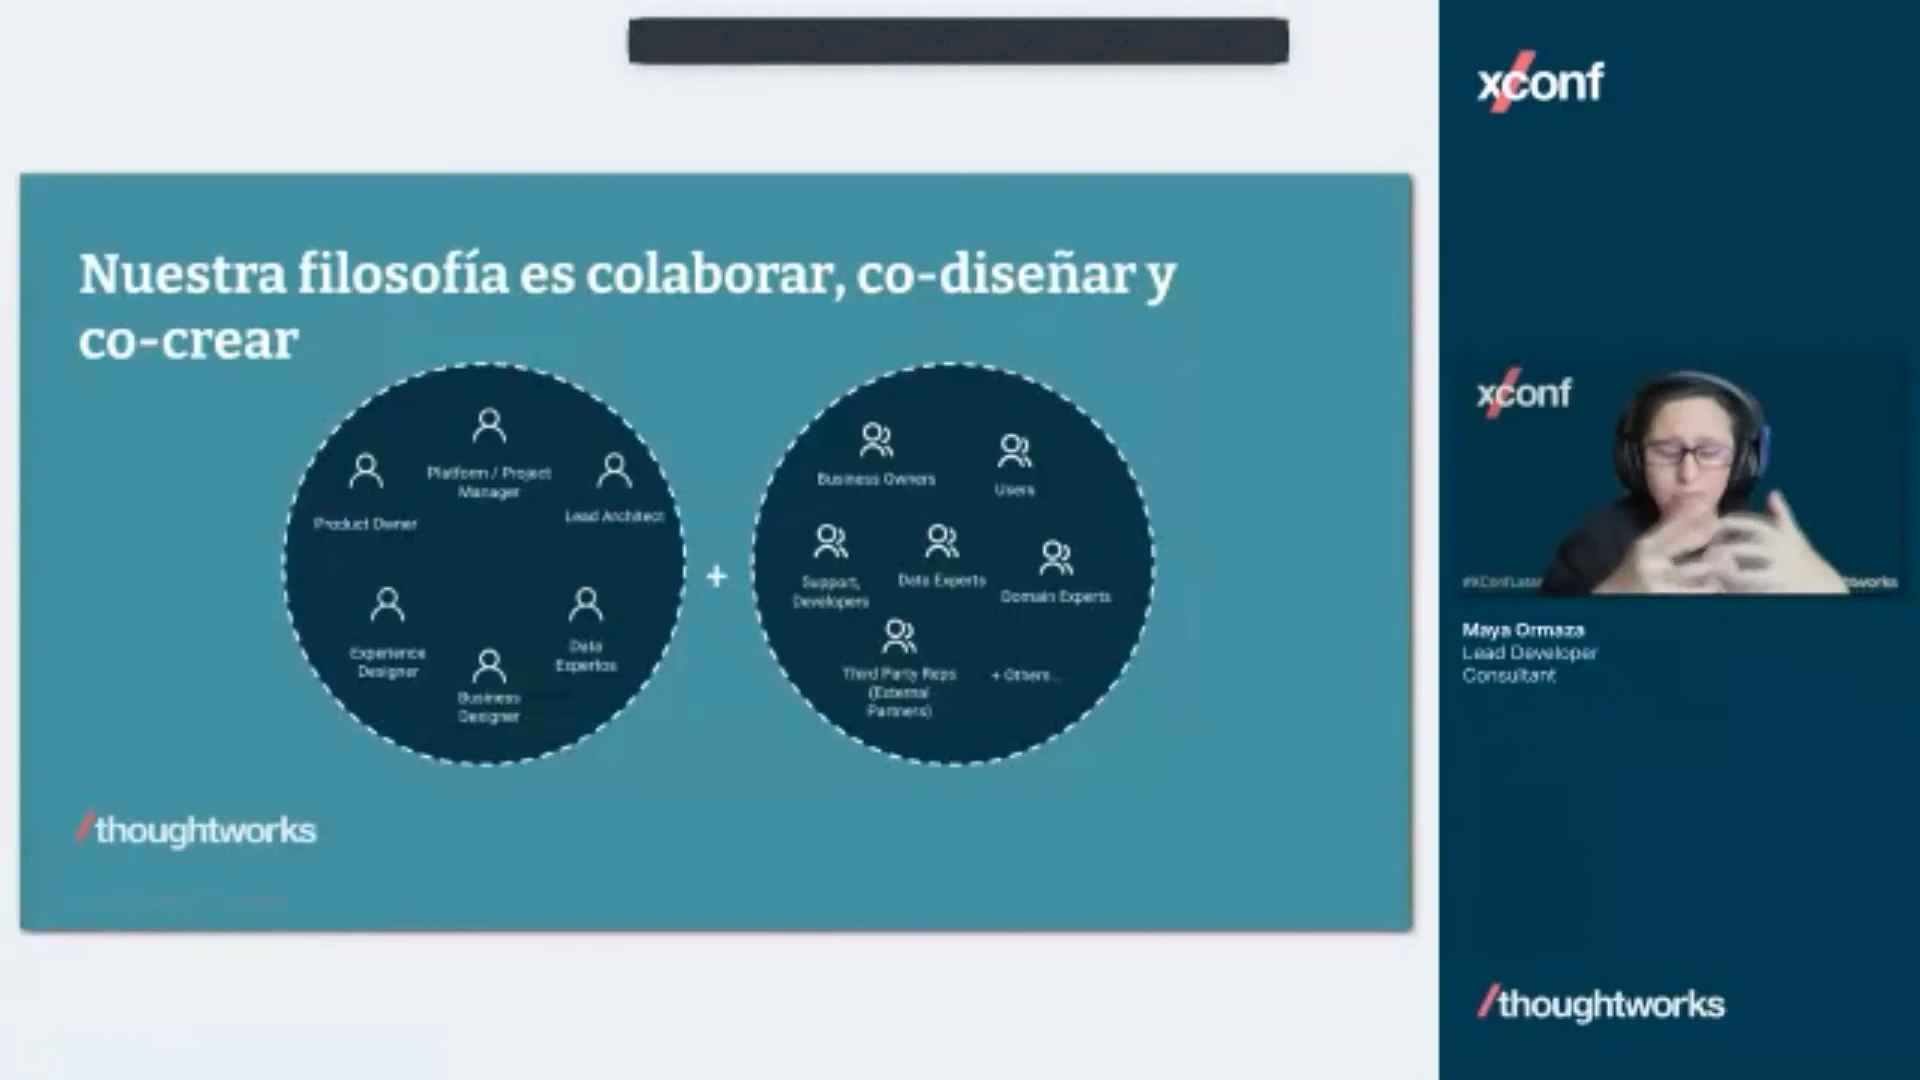 xconf
Nuestra filosofía es colaborar, co-diseñar y
co-crear
Platform / Project
Manager
Product Owner
Lead Architect
Experience
Designer
Business
Designer
Data
Expertos
+
Business Owners
Users
Support,
Developers
Data Experts
Domain Experts
Third Party Reps
(External
Partners)
+ Others...
/thoughtworks
xconf
Maya Ormaza
Lead Developer
Consultant
/thoughtworks